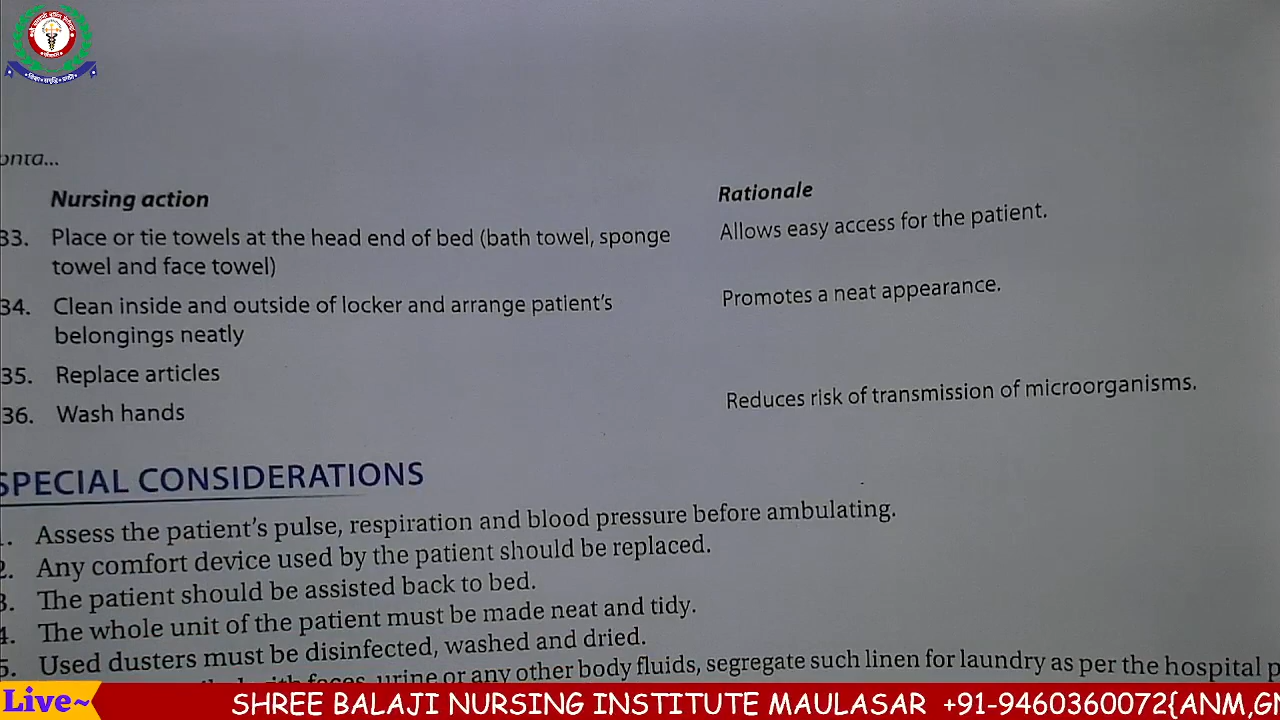 Nursing action
Rationale
33. Place or tie towels at the head end of bed (bath towel, sponge
towel and face towel)
Allows easy access for the patient.
34. Clean inside and outside of locker and arrange patient's
belongings neatly
Promotes a neat appearance.
35. Replace articles
36. Wash hands
Reduces risk of transmission of microorganisms.
SPECIAL CONSIDERATIONS
1. Assess the patient's pulse, respiration and blood pressure before ambulating.
2. Any comfort device used by the patient should be replaced.
3. The patient should be assisted back to bed.
4. The whole unit of the patient must be made neat and tidy.
5. Used dusters must be disinfected, washed and dried.
urine or any other body fluids, segregate such linen for laundry as per the hospital
Live~ SHREE BALAJI NURSING INSTITUTE MAULASAR +91-9460360072{ANM,